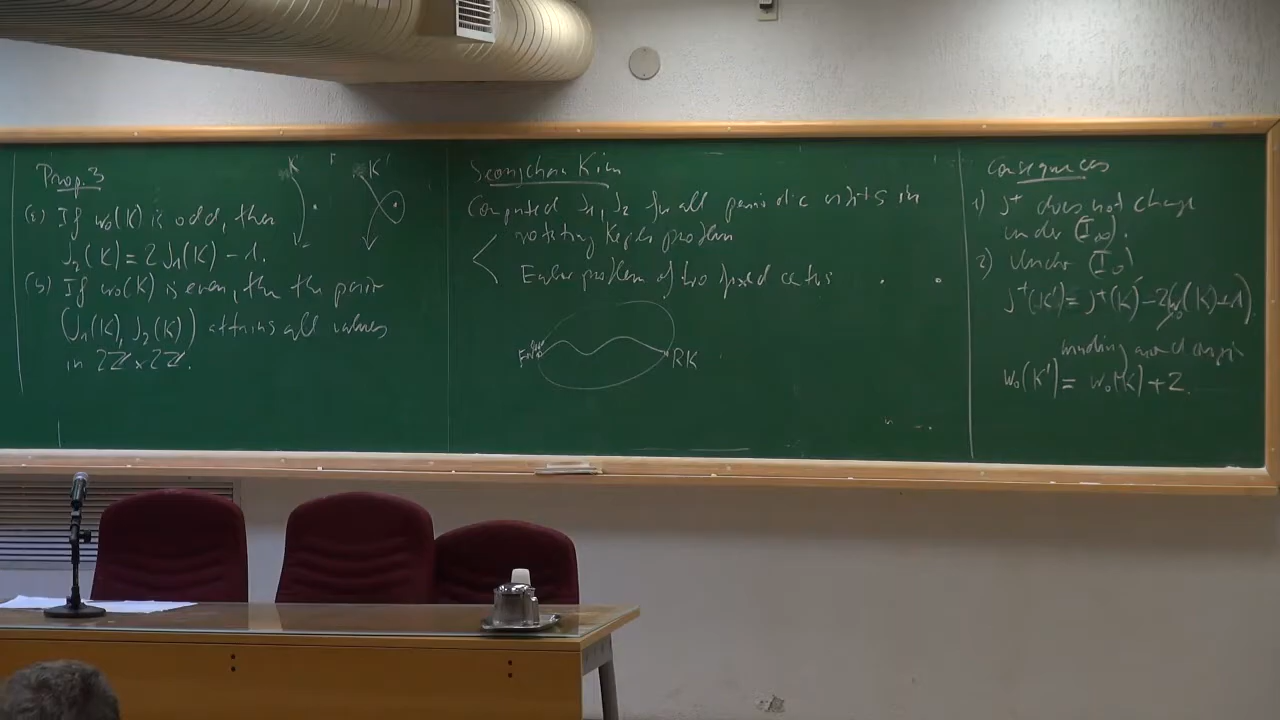 Prop. 3
(a) If w₀(K) is odd, then
J₂(K) = 2 J₁(K) - 1.
(b) If w₀(K) is even, the the pair
(J₁(K), J₂(K)) attains all values
in 2ℤ × 2ℤ.
K
K'
Seongchan Kim
Computed J₁, J₂ for all periodic orbits in
rotating Kepler problem
Euler problem of two fixed centers
RK
Consequences
1) J⁺ does not change
under (I∞).
2) Under (I₀)
J⁺(K') = J⁺(K) - 2(w₀(K)+1)
winding around origin
w₀(K') = w₀(K) + 2.